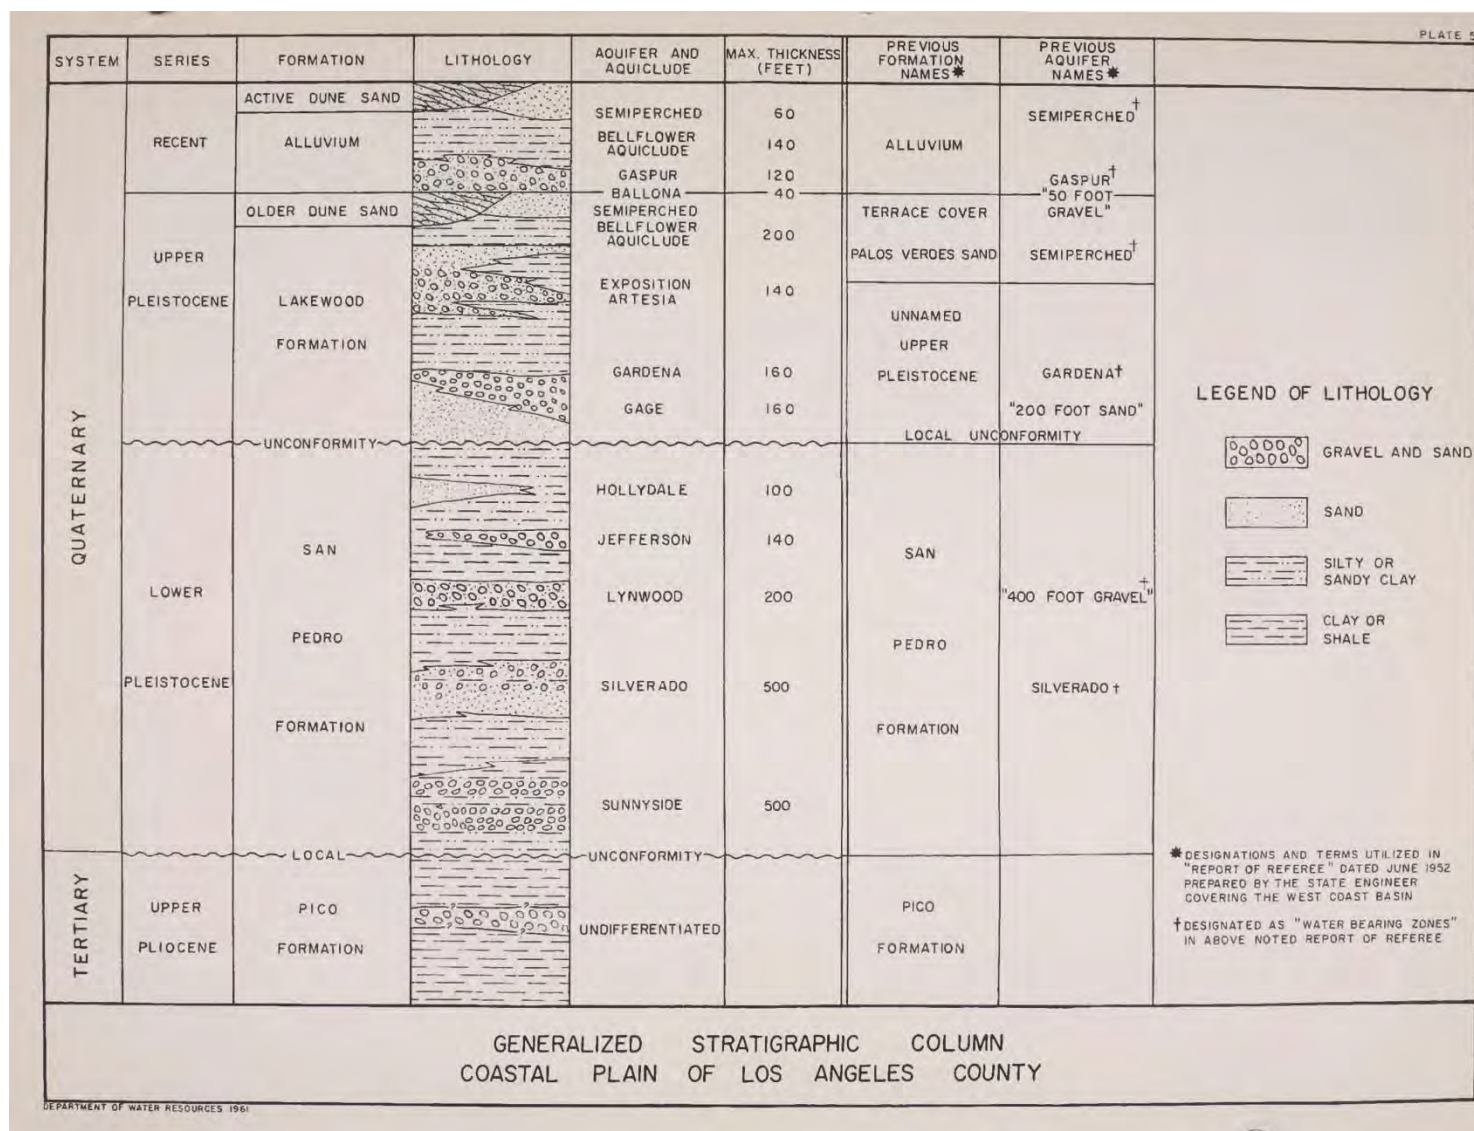 PLATE 5
SYSTEM
SERIES
FORMATION
LITHOLOGY
AQUIFER AND
AQUICLUDE
MAX. THICKNESS
(FEET)
PREVIOUS
FORMATION
NAMES✱
PREVIOUS
AQUIFER
NAMES✱
QUATERNARY
TERTIARY
RECENT
UPPER
PLEISTOCENE
LOWER
PLEISTOCENE
UPPER
PLIOCENE
ACTIVE DUNE SAND
ALLUVIUM
OLDER DUNE SAND
LAKEWOOD
FORMATION
UNCONFORMITY
SAN
PEDRO
FORMATION
LOCAL UNCONFORMITY
PICO
FORMATION
SEMIPERCHED
BELLFLOWER
AQUICLUDE
GASPUR
BALLONA
SEMIPERCHED
BELLFLOWER
AQUICLUDE
EXPOSITION
ARTESIA
GARDENA
GAGE
HOLLYDALE
JEFFERSON
LYNWOOD
SILVERADO
SUNNYSIDE
UNDIFFERENTIATED
60
140
120
40
200
140
160
160
100
140
200
500
500
ALLUVIUM
TERRACE COVER
PALOS VERDES SAND
UNNAMED
UPPER
PLEISTOCENE
LOCAL UNCONFORMITY
SAN
PEDRO
FORMATION
PICO
FORMATION
SEMIPERCHED†
GASPUR†
"50 FOOT
GRAVEL"
SEMIPERCHED†
GARDENA†
"200 FOOT SAND"
"400 FOOT GRAVEL"†
SILVERADO†
LEGEND OF LITHOLOGY
GRAVEL AND SAND
SAND
SILTY OR
SANDY CLAY
CLAY OR
SHALE
✱DESIGNATIONS AND TERMS UTILIZED IN
"REPORT OF REFEREE" DATED JUNE 1952
PREPARED BY THE STATE ENGINEER
COVERING THE WEST COAST BASIN
†DESIGNATED AS "WATER BEARING ZONES"
IN ABOVE NOTED REPORT OF REFEREE
GENERALIZED STRATIGRAPHIC COLUMN
COASTAL PLAIN OF LOS ANGELES COUNTY
DEPARTMENT OF WATER RESOURCES 1961